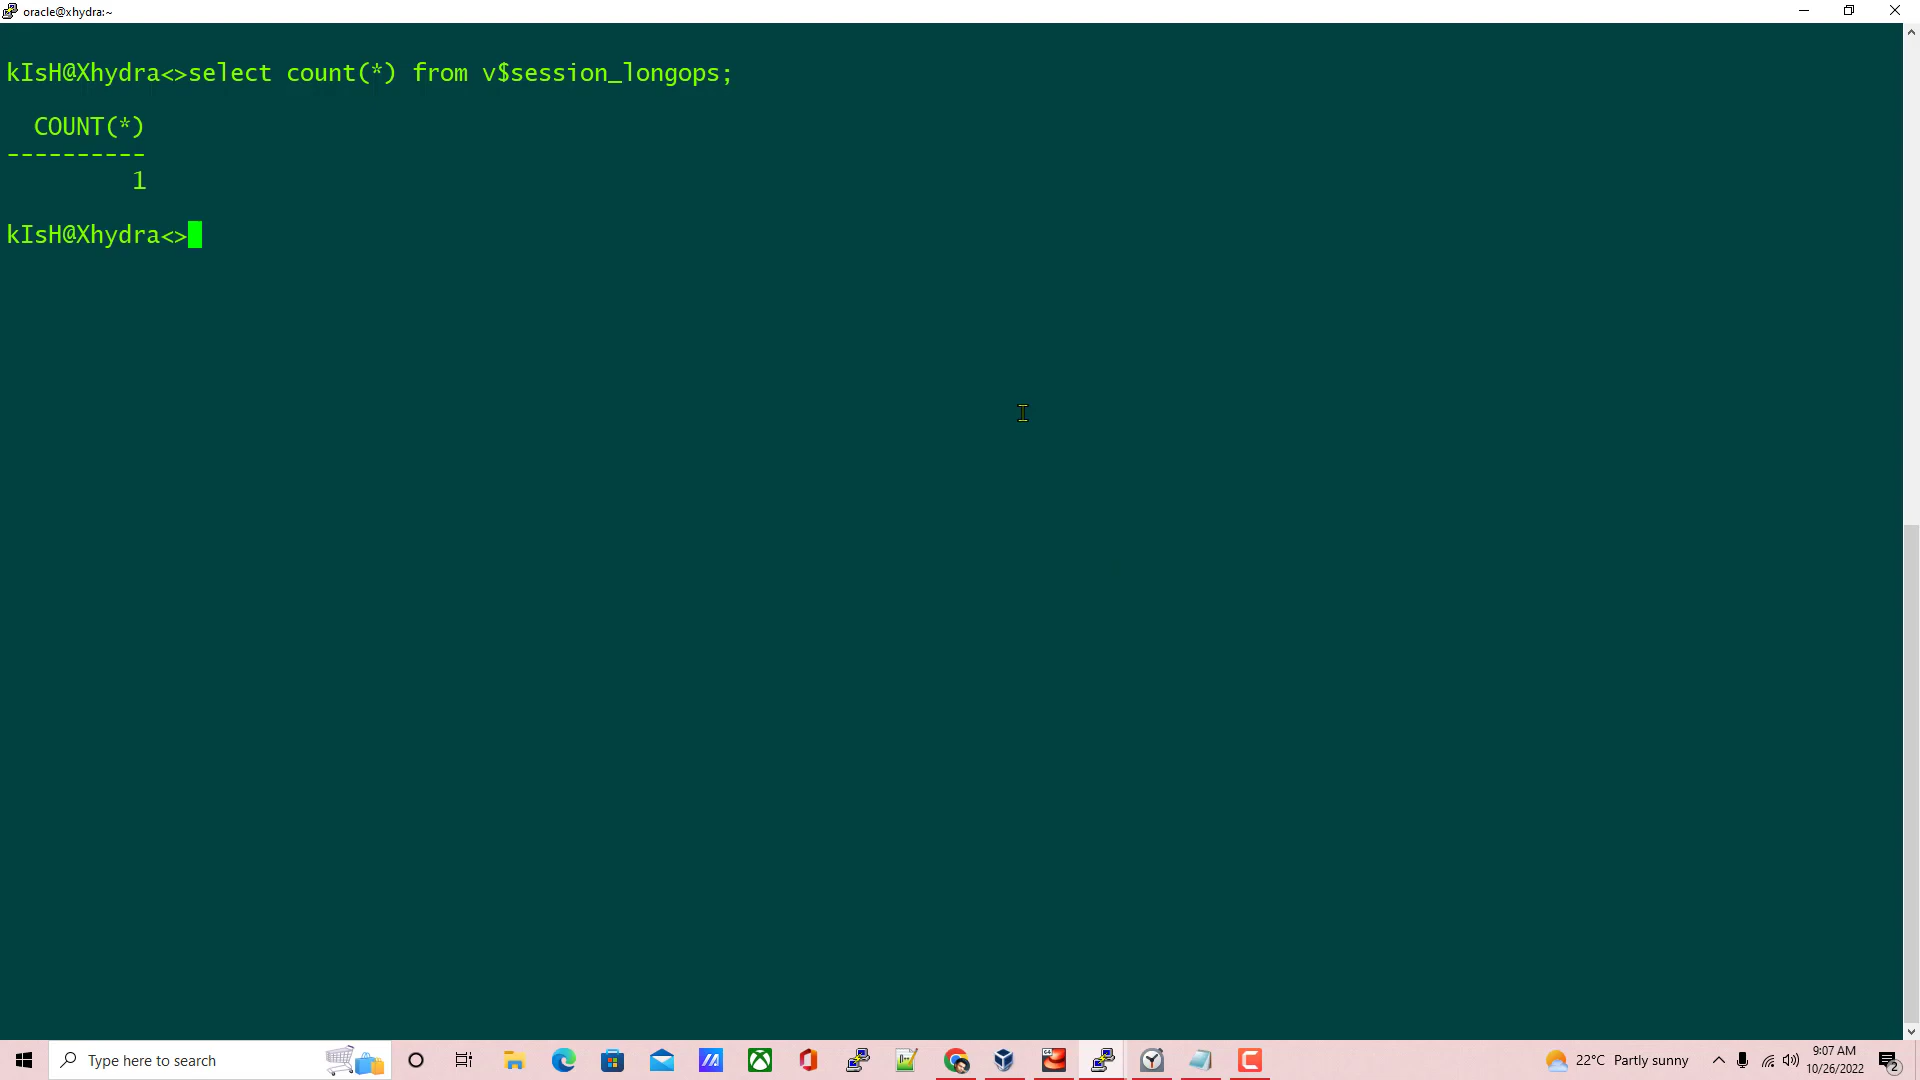 oracle@xhydra:~
kIsH@Xhydra<>select count(*) from v$session_longops;
COUNT(*)
----------
1
kIsH@Xhydra<>
Type here to search
22°C Partly sunny
9:07 AM
10/26/2022
2